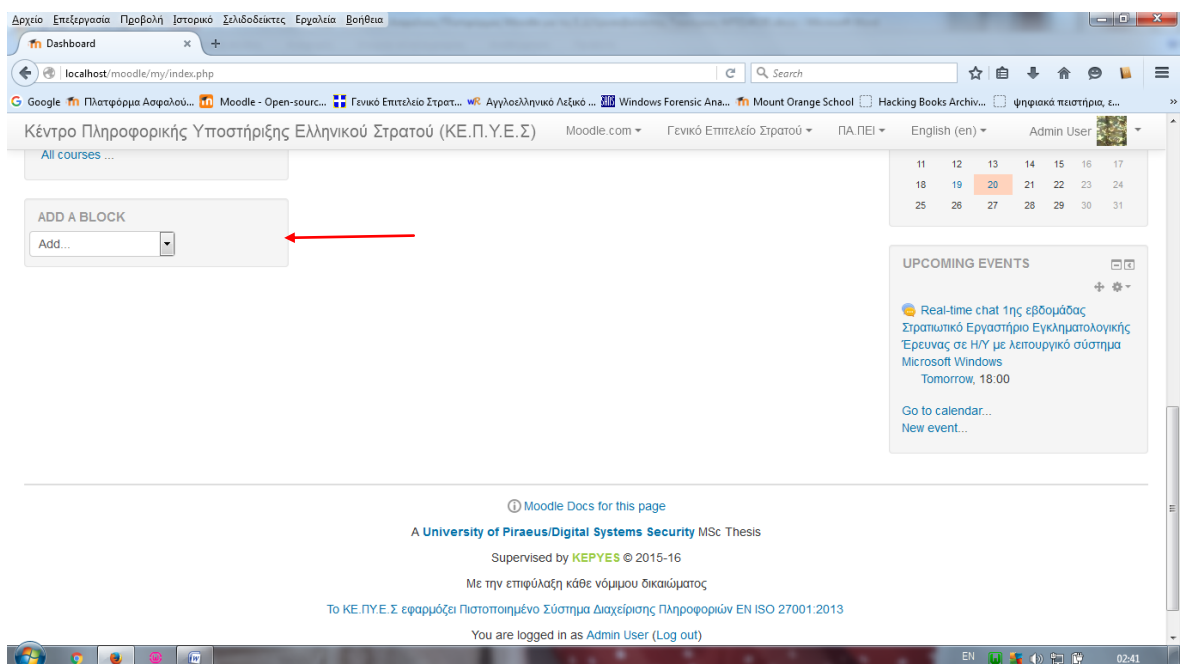 Αρχείο Επεξεργασία Προβολή Ιστορικό Σελιδοδείκτες Εργαλεία Βοήθεια
Dashboard × +
localhost/moodle/my/index.php
Search
Google Πλατφόρμα Ασφαλού... Moodle - Open-sourc... Γενικό Επιτελείο Στρατ... Αγγλοελληνικό Λεξικό ... Windows Forensic Ana... Mount Orange School Hacking Books Archiv... ψηφιακά πειστήρια, ε... »
Κέντρο Πληροφορικής Υποστήριξης Ελληνικού Στρατού (ΚΕ.Π.Υ.Ε.Σ) Moodle.com Γενικό Επιτελείο Στρατού ΠΑ.ΠΕΙ English (en) Admin User
All courses ...
11 12 13 14 15 16 17
18 19 20 21 22 23 24
25 26 27 28 29 30 31
ADD A BLOCK
Add...
UPCOMING EVENTS
Real-time chat 1ης εβδομάδας
Στρατιωτικό Εργαστήριο Εγκληματολογικής
Έρευνας σε Η/Υ με λειτουργικό σύστημα
Microsoft Windows
Tomorrow, 18:00
Go to calendar...
New event...
Moodle Docs for this page
A University of Piraeus/Digital Systems Security MSc Thesis
Supervised by KEPYES © 2015-16
Με την επιφύλαξη κάθε νόμιμου δικαιώματος
Το ΚΕ.ΠΥ.Ε.Σ εφαρμόζει Πιστοποιημένο Σύστημα Διαχείρισης Πληροφοριών EN ISO 27001:2013
You are logged in as Admin User (Log out)
EN 02:41